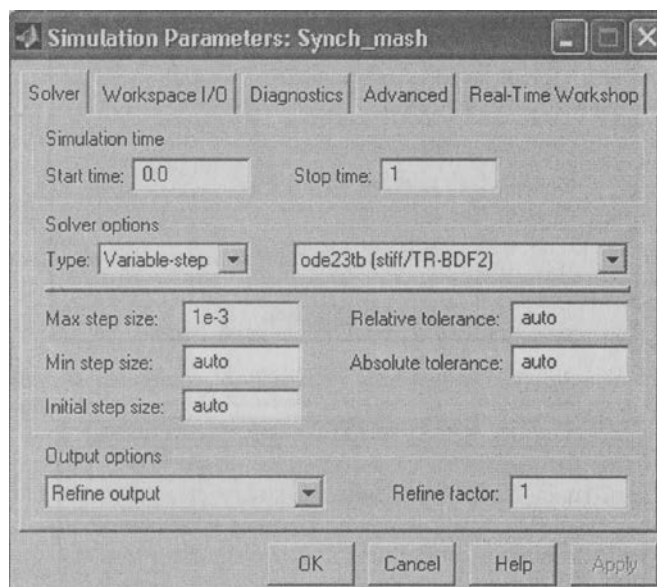 Simulation Parameters: Synch_mash
Solver Workspace I/O Diagnostics Advanced Real-Time Workshop
Simulation time
Start time: 0.0 Stop time: 1
Solver options
Type: Variable-step ode23tb (stiff/TR-BDF2)
Max step size: 1e-3 Relative tolerance: auto
Min step size: auto Absolute tolerance: auto
Initial step size: auto
Output options
Refine output Refine factor: 1
OK Cancel Help Apply